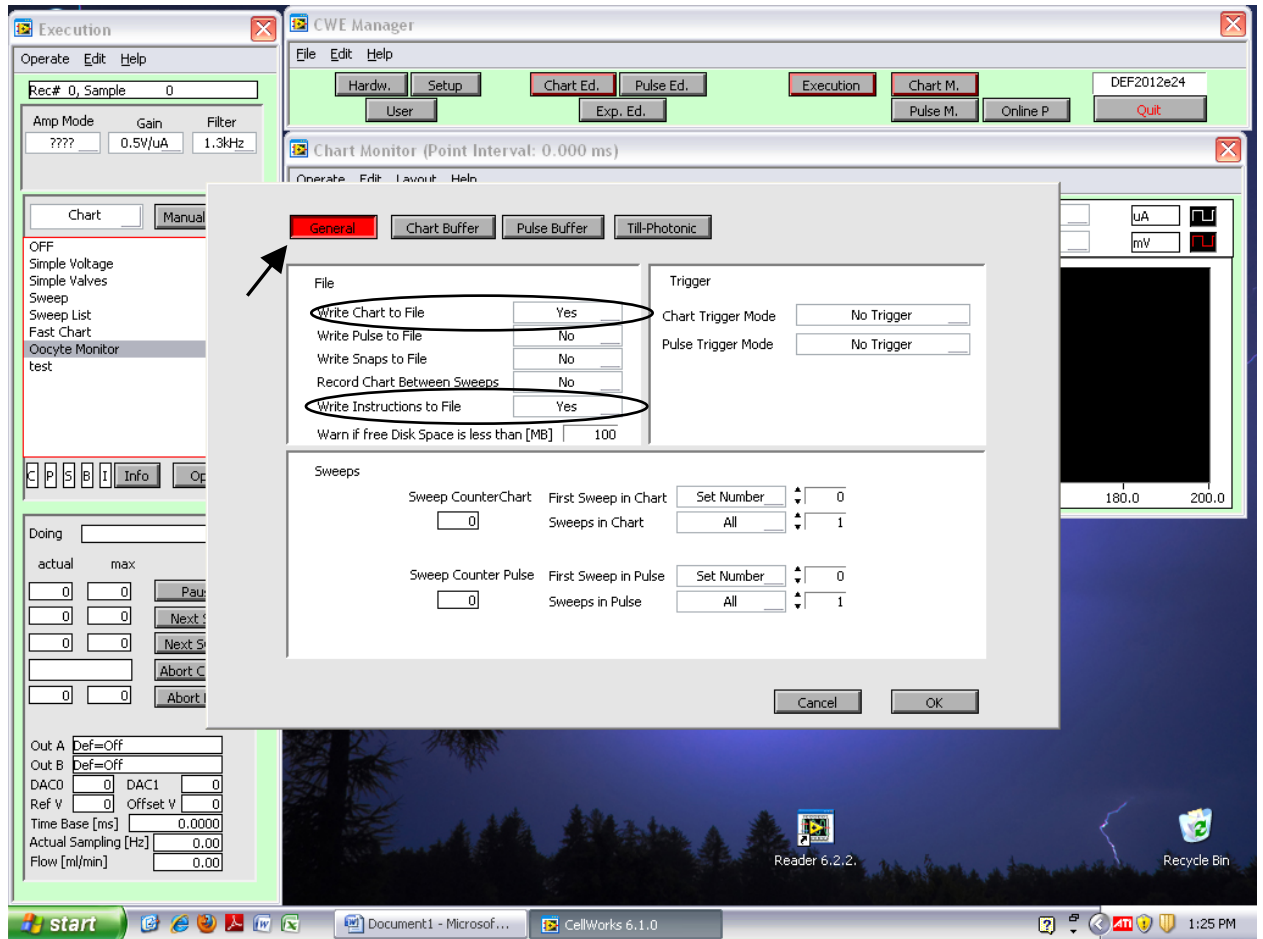 Execution
Operate Edit Help
Rec# 0, Sample 0
Amp Mode Gain Filter
???? 0.5V/uA 1.3kHz
Chart Manual
OFF
Simple Voltage
Simple Valves
Sweep
Sweep List
Fast Chart
Oocyte Monitor
test
C P S B I Info Op
Doing
actual max
0 0 Pau
0 0 Next
0 0 Next S
Abort C
0 0 Abort
Out A Def=Off
Out B Def=Off
DAC0 0 DAC1 0
Ref V 0 Offset V 0
Time Base [ms] 0.0000
Actual Sampling [Hz] 0.00
Flow [ml/min] 0.00
CWE Manager
File Edit Help
Hardw. Setup Chart Ed. Pulse Ed. Execution Chart M. DEF2012e24
User Exp. Ed. Pulse M. Online P Quit
Chart Monitor (Point Interval: 0.000 ms)
Operate Edit Layout Help
uA
mV
180.0 200.0
General Chart Buffer Pulse Buffer Till-Photonic
File
Write Chart to File Yes
Write Pulse to File No
Write Snaps to File No
Record Chart Between Sweeps No
Write Instructions to File Yes
Warn if free Disk Space is less than [MB] 100
Trigger
Chart Trigger Mode No Trigger
Pulse Trigger Mode No Trigger
Sweeps
Sweep CounterChart First Sweep in Chart Set Number 0
0 Sweeps in Chart All 1
Sweep Counter Pulse First Sweep in Pulse Set Number 0
0 Sweeps in Pulse All 1
Cancel OK
Reader 6.2.2.
Recycle Bin
start Document1 - Microsof... CellWorks 6.1.0 ATI 1:25 PM